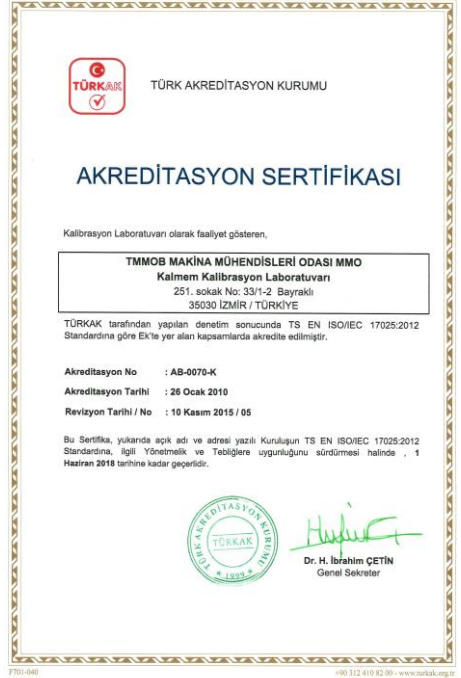 TÜRKAK
TÜRK AKREDİTASYON KURUMU
AKREDİTASYON SERTİFİKASI
Kalibrasyon Laboratuvarı olarak faaliyet gösteren,
TMMOB MAKİNA MÜHENDİSLERİ ODASI MMO
Kalmem Kalibrasyon Laboratuvarı
251. sokak No: 33/1-2 Bayraklı
35030 İZMİR / TÜRKİYE
TÜRKAK tarafından yapılan denetim sonucunda TS EN ISO/IEC 17025:2012
Standardına göre Ek'te yer alan kapsamlarda akredite edilmiştir.
Akreditasyon No : AB-0070-K
Akreditasyon Tarihi : 26 Ocak 2010
Revizyon Tarihi / No : 10 Kasım 2015 / 05
Bu Sertifika, yukarıda açık adı ve adresi yazılı Kuruluşun TS EN ISO/IEC 17025:2012
Standardına, ilgili Yönetmelik ve Tebliğlere uygunluğunu sürdürmesi halinde , 1
Haziran 2018 tarihine kadar geçerlidir.
TÜRK AKREDİTASYON KURUMU
TÜRKAK
* 1999 *
Dr. H. İbrahim ÇETİN
Genel Sekreter
F701-040
+90 312 410 82 00 - www.turkak.org.tr